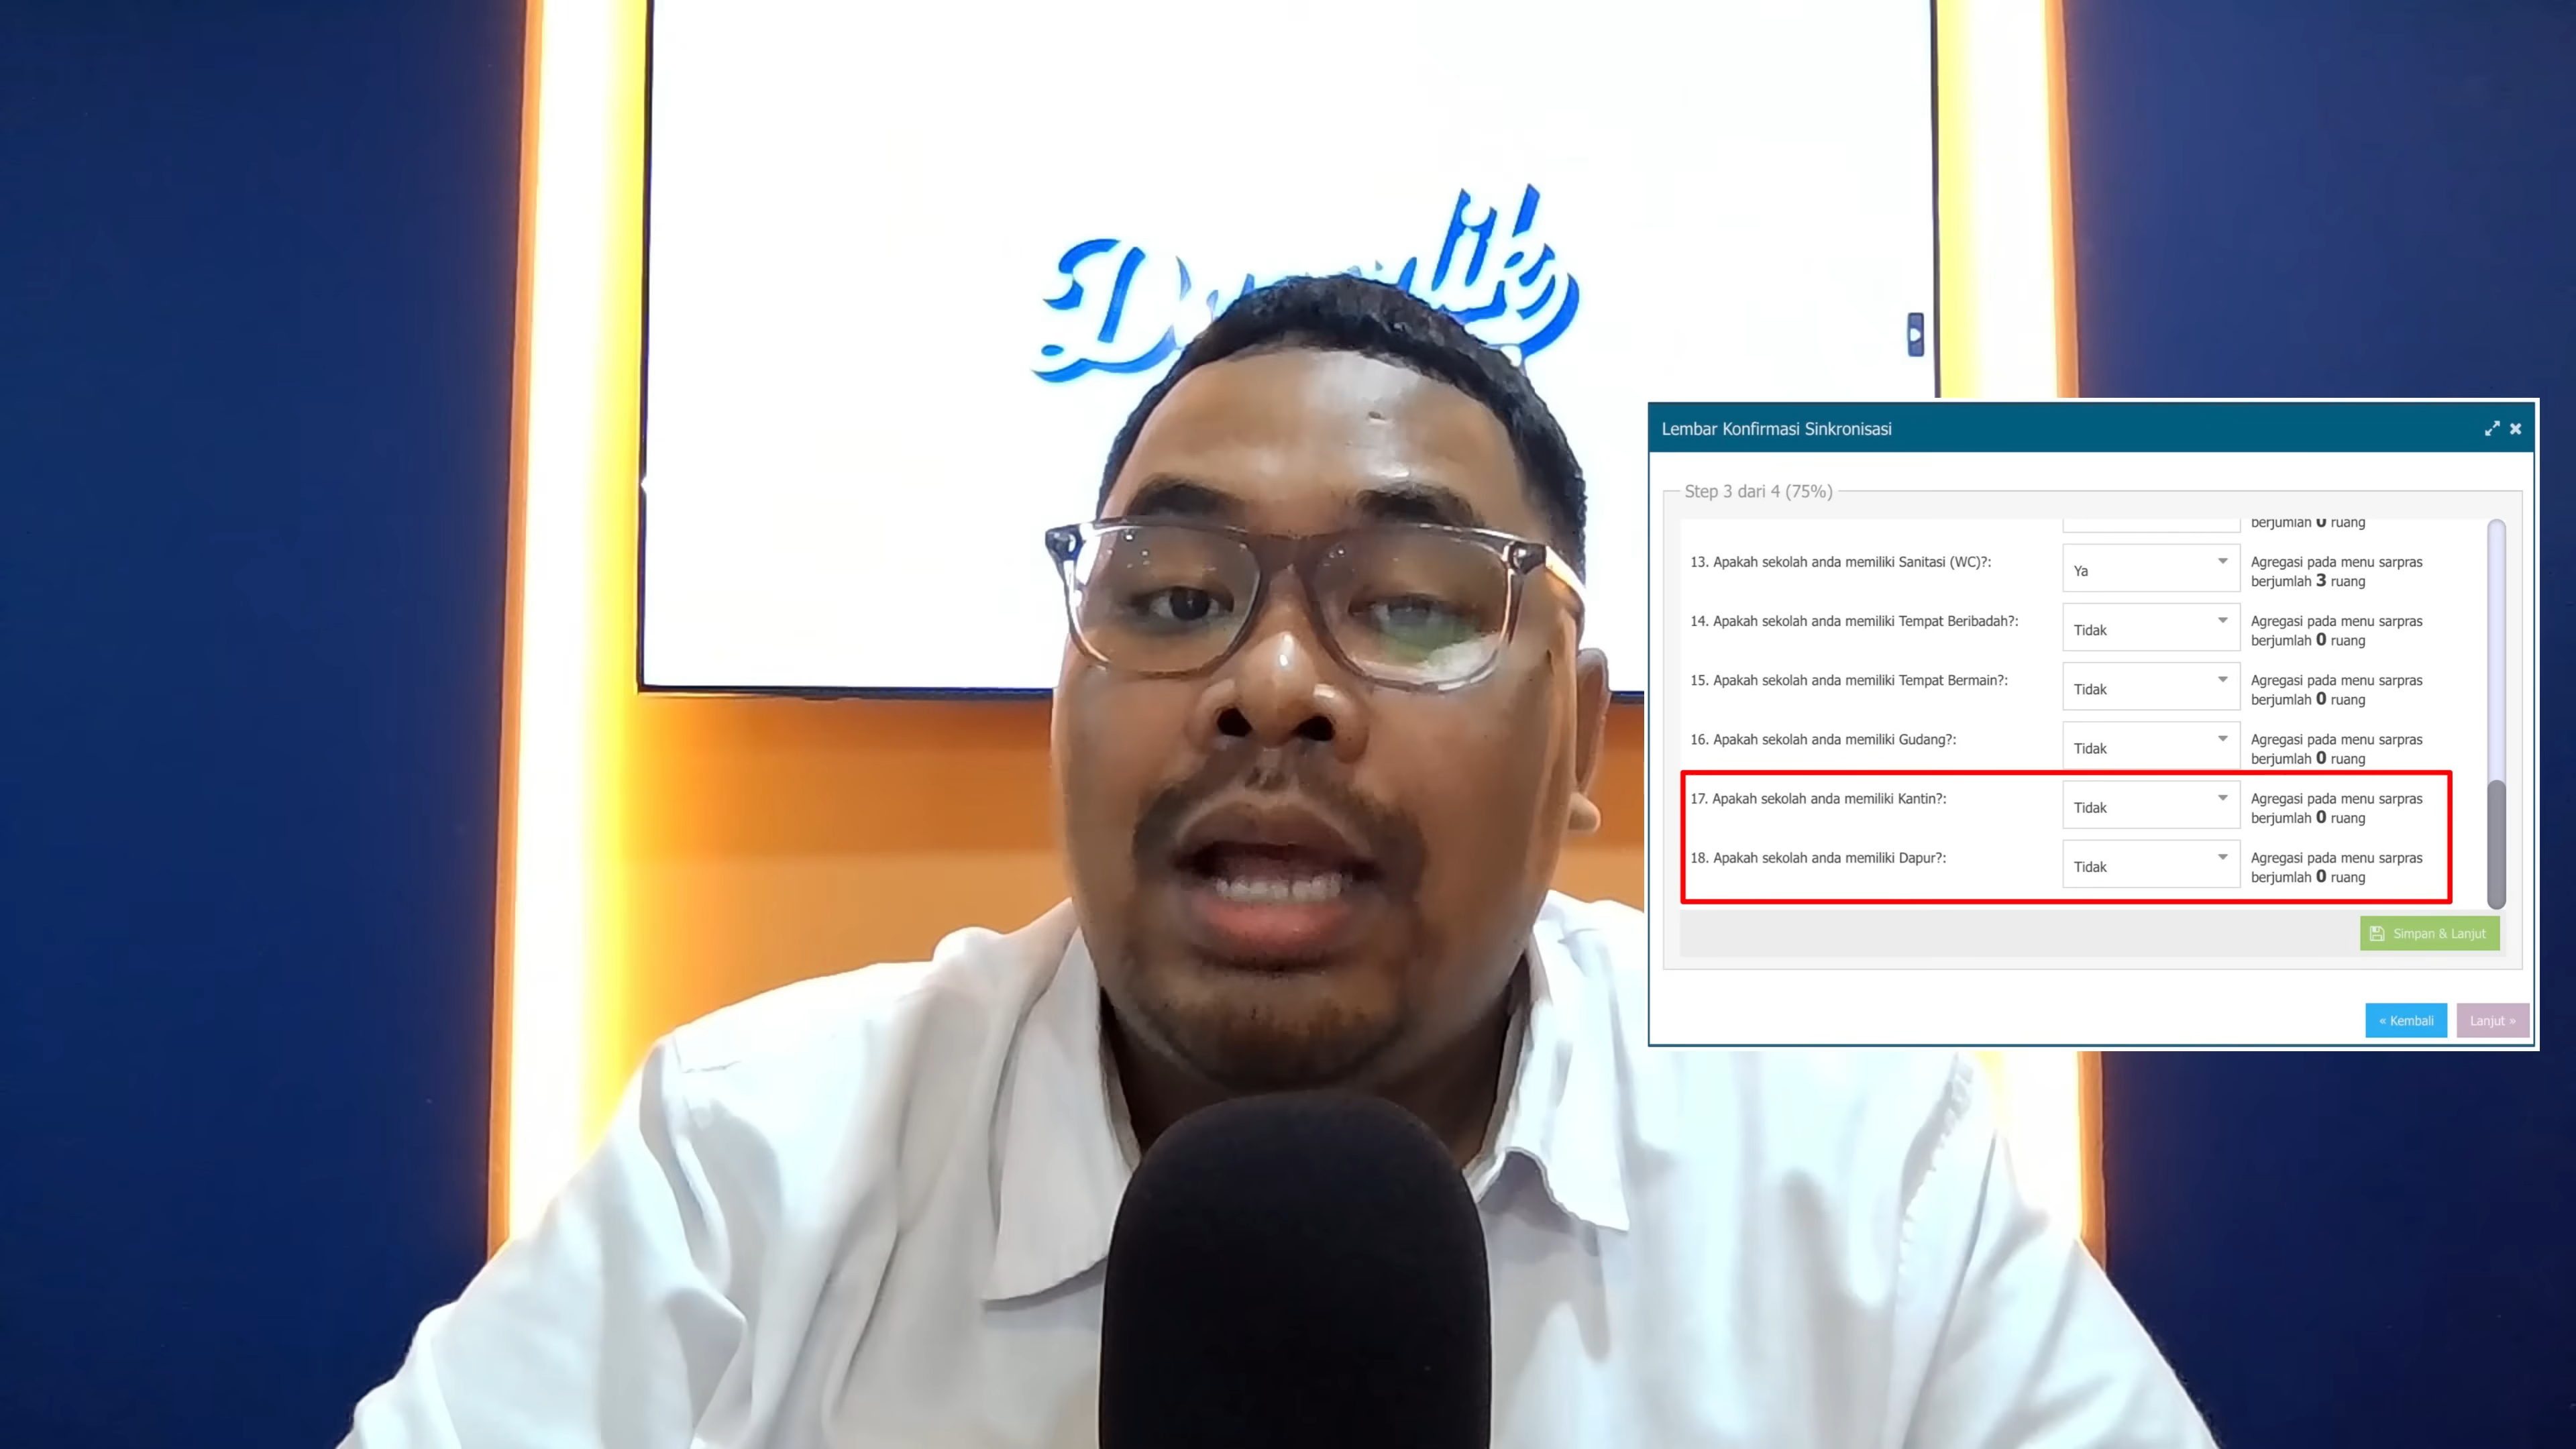 Lembar Konfirmasi Sinkronisasi
Step 3 dari 4 (75%)
berjumlah 0 ruang
13. Apakah sekolah anda memiliki Sanitasi (WC)?:
Ya
Agregasi pada menu sarpras
berjumlah 3 ruang
14. Apakah sekolah anda memiliki Tempat Beribadah?:
Tidak
Agregasi pada menu sarpras
berjumlah 0 ruang
15. Apakah sekolah anda memiliki Tempat Bermain?:
Tidak
Agregasi pada menu sarpras
berjumlah 0 ruang
16. Apakah sekolah anda memiliki Gudang?:
Tidak
Agregasi pada menu sarpras
berjumlah 0 ruang
17. Apakah sekolah anda memiliki Kantin?:
Tidak
Agregasi pada menu sarpras
berjumlah 0 ruang
18. Apakah sekolah anda memiliki Dapur?:
Tidak
Agregasi pada menu sarpras
berjumlah 0 ruang
Simpan & Lanjut
« Kembali
Lanjut »